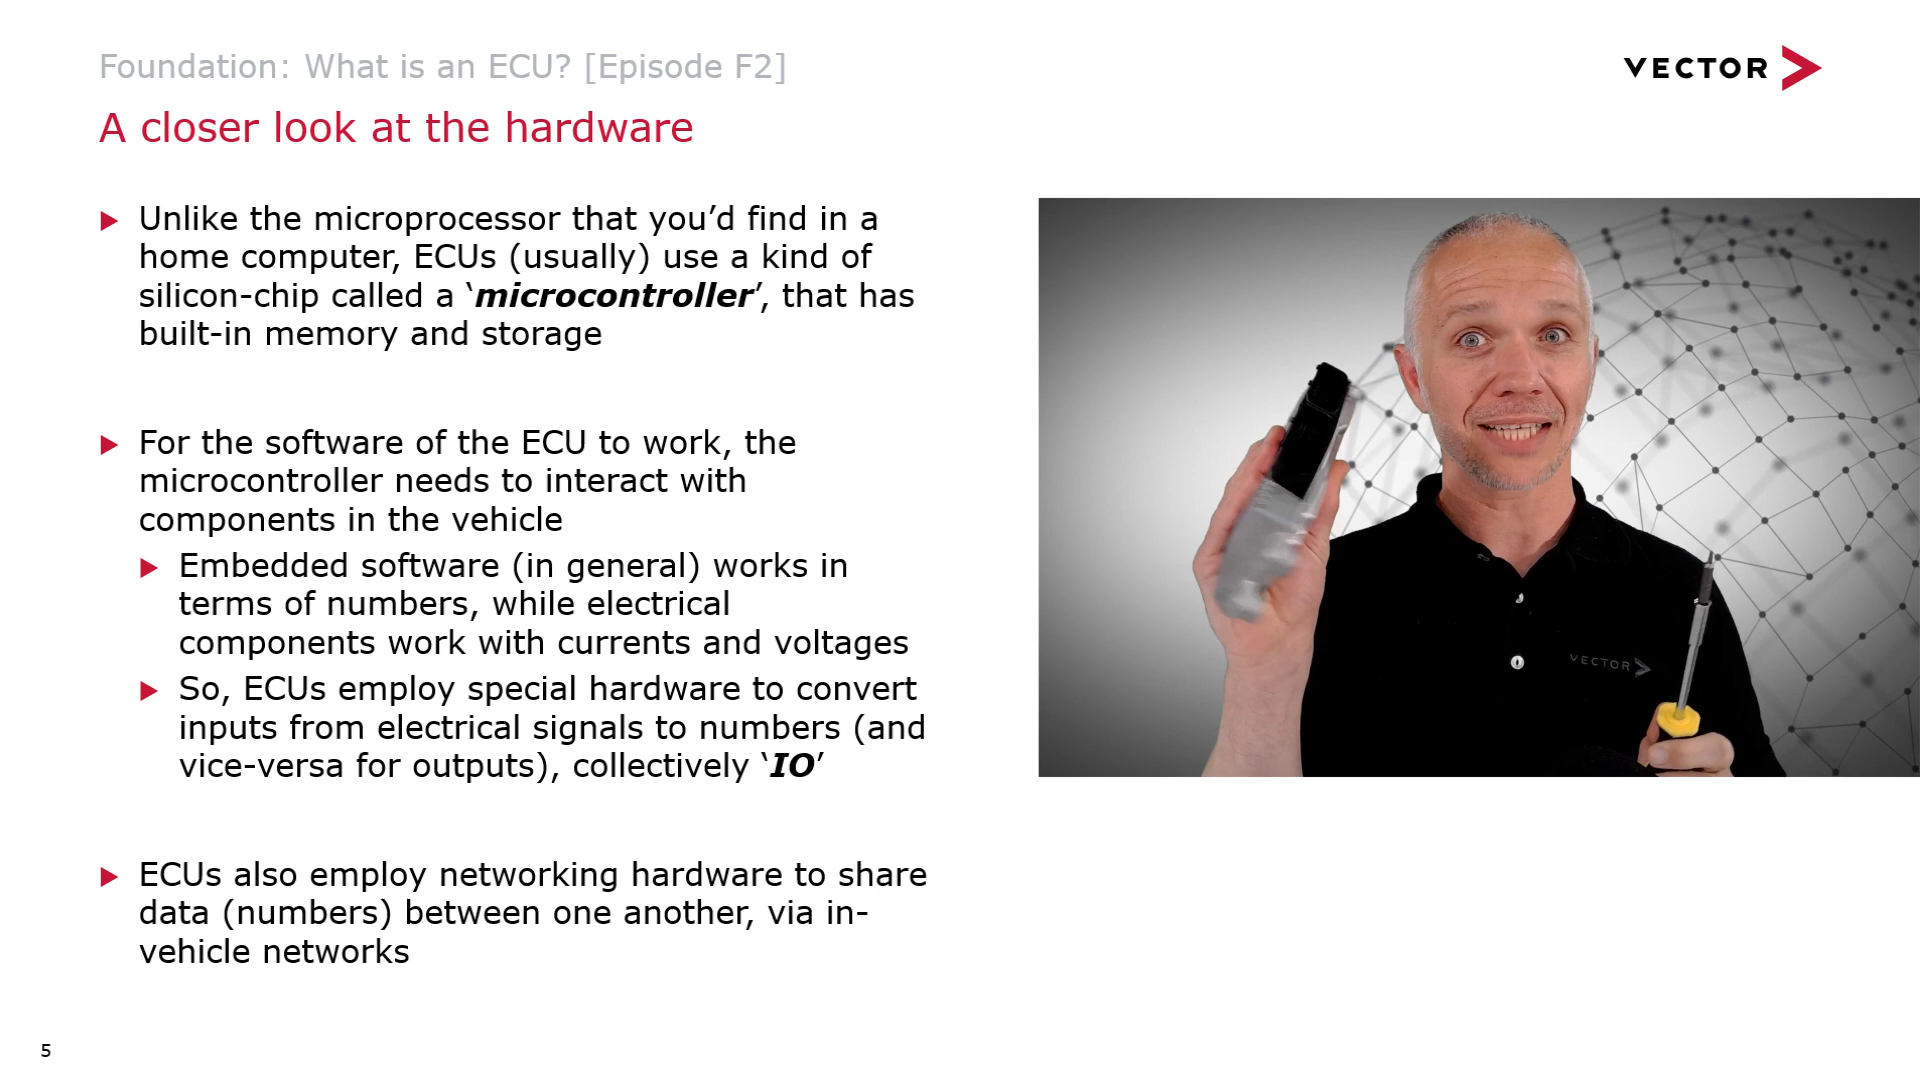 Foundation: What is an ECU? [Episode F2]
VECTOR
A closer look at the hardware
Unlike the microprocessor that you’d find in a
home computer, ECUs (usually) use a kind of
silicon-chip called a ‘microcontroller’, that has
built-in memory and storage
For the software of the ECU to work, the
microcontroller needs to interact with
components in the vehicle
Embedded software (in general) works in
terms of numbers, while electrical
components work with currents and voltages
So, ECUs employ special hardware to convert
inputs from electrical signals to numbers (and
vice-versa for outputs), collectively ‘IO’
ECUs also employ networking hardware to share
data (numbers) between one another, via in-
vehicle networks
VECTOR
5